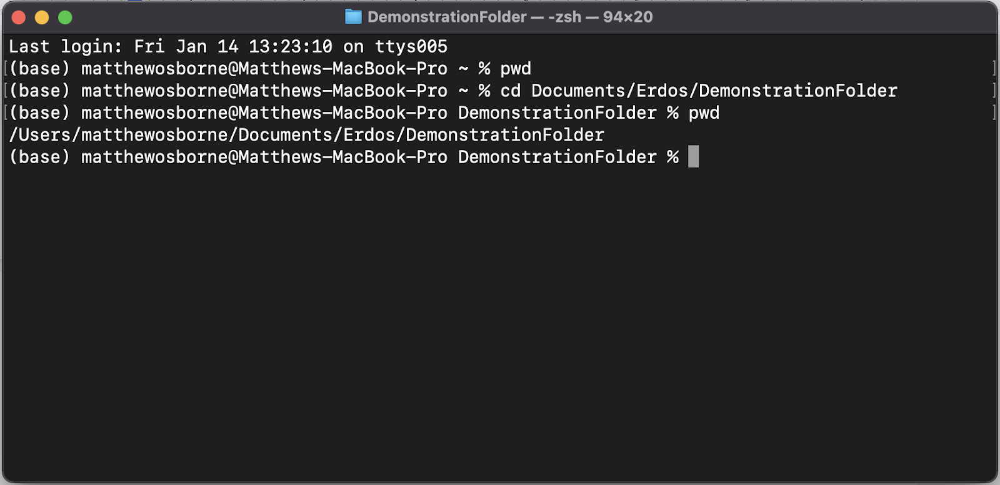 DemonstrationFolder — -zsh — 94×20
Last login: Fri Jan 14 13:23:10 on ttys005
[(base) matthewosborne@Matthews-MacBook-Pro ~ % pwd ]
[(base) matthewosborne@Matthews-MacBook-Pro ~ % cd Documents/Erdos/DemonstrationFolder ]
[(base) matthewosborne@Matthews-MacBook-Pro DemonstrationFolder % pwd ]
/Users/matthewosborne/Documents/Erdos/DemonstrationFolder
(base) matthewosborne@Matthews-MacBook-Pro DemonstrationFolder %